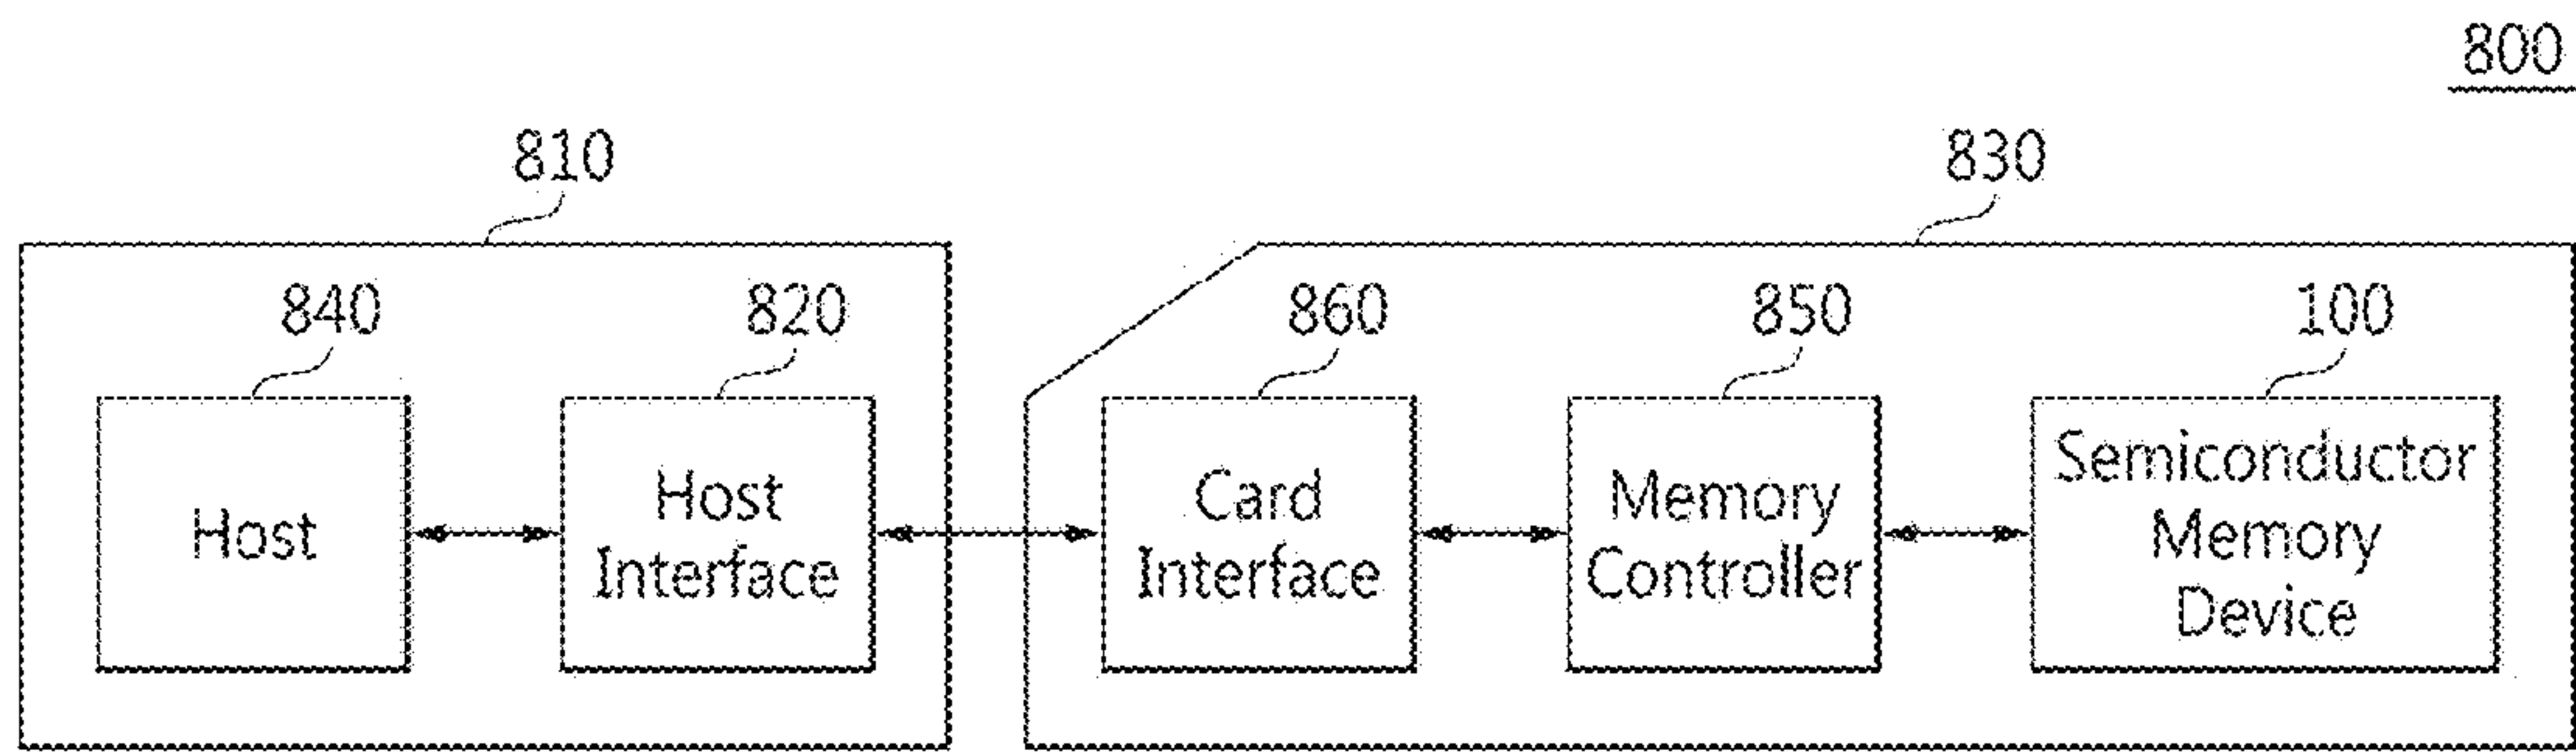 800
810
830
840
820
860
850
100
Host
Host
Interface
Card
Interface
Memory
Controller
Semiconductor
Memory
Device